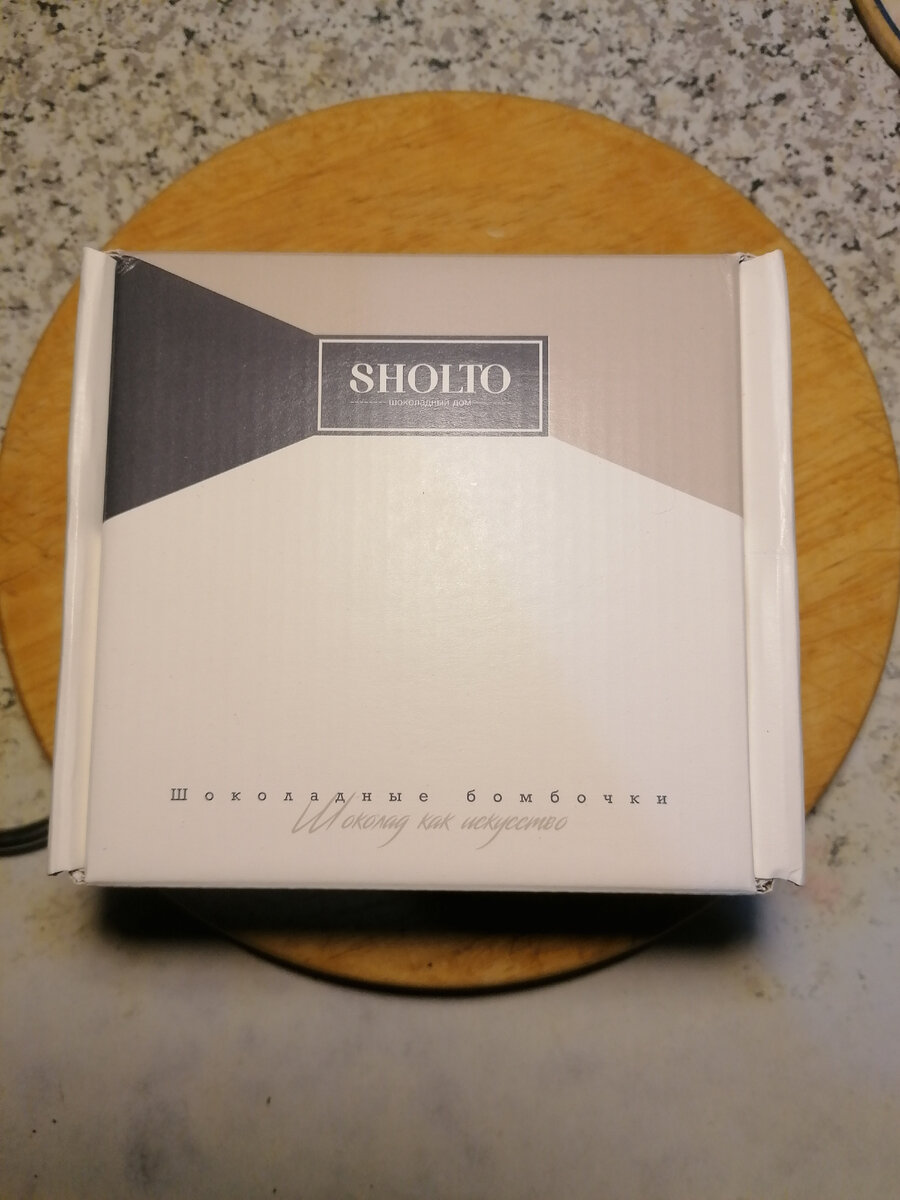 SHOLTO
шоколадный дом
Шоколадные бомбочки
Шоколад как искусство